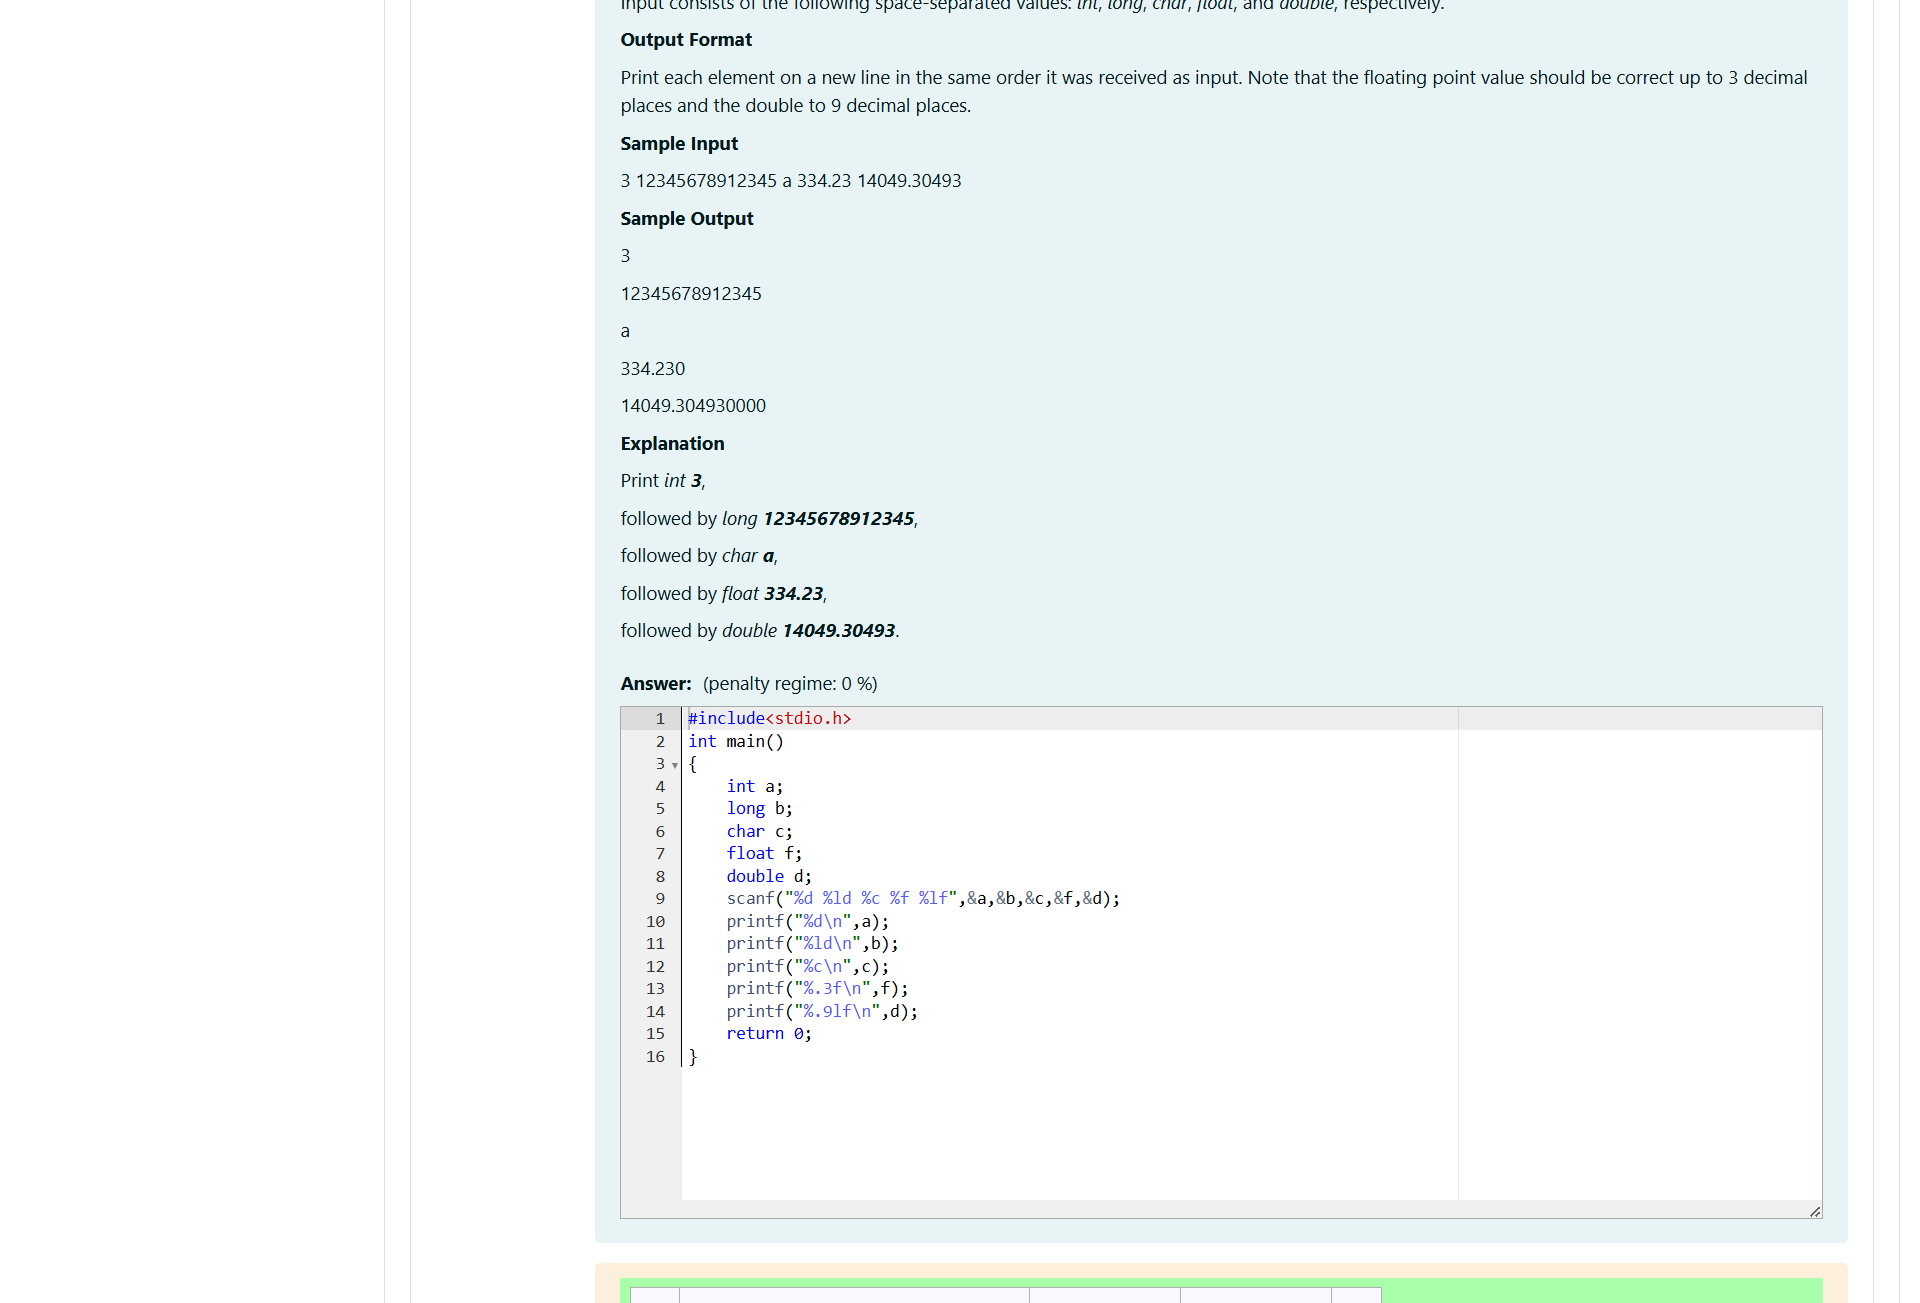 Input consists of the following space-separated values: int, long, char, float, and double, respectively.
Output Format
Print each element on a new line in the same order it was received as input. Note that the floating point value should be correct up to 3 decimal
places and the double to 9 decimal places.
Sample Input
3 12345678912345 a 334.23 14049.30493
Sample Output
3
12345678912345
a
334.230
14049.304930000
Explanation
Print int 3,
followed by long 12345678912345,
followed by char a,
followed by float 334.23,
followed by double 14049.30493.
Answer: (penalty regime: 0 %)
1 #include<stdio.h>
2 int main()
3 {
4     int a;
5     long b;
6     char c;
7     float f;
8     double d;
9     scanf("%d %ld %c %f %lf",&a,&b,&c,&f,&d);
10     printf("%d\n",a);
11     printf("%ld\n",b);
12     printf("%c\n",c);
13     printf("%.3f\n",f);
14     printf("%.9lf\n",d);
15     return 0;
16 }